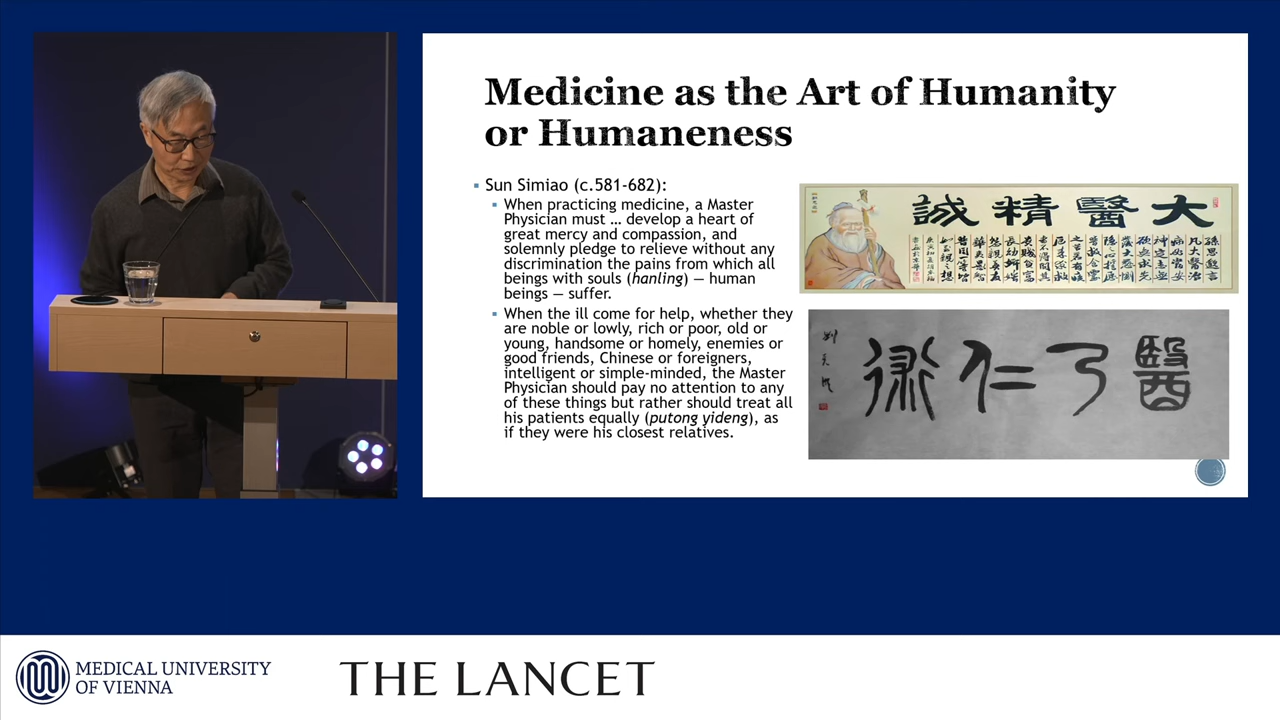 Medicine as the Art of Humanity
or Humaneness
Sun Simiao (c.581-682):
When practicing medicine, a Master
Physician must … develop a heart of
great mercy and compassion, and
solemnly pledge to relieve without any
discrimination the pains from which all
beings with souls (hanling) — human
beings — suffer.
When the ill come for help, whether they
are noble or lowly, rich or poor, old or
young, handsome or homely, enemies or
good friends, Chinese or foreigners,
intelligent or simple-minded, the Master
Physician should pay no attention to any
of these things but rather should treat all
his patients equally (putong yideng), as
if they were his closest relatives.
大醫精誠
醫乃仁術
MEDICAL UNIVERSITY
OF VIENNA
THE LANCET